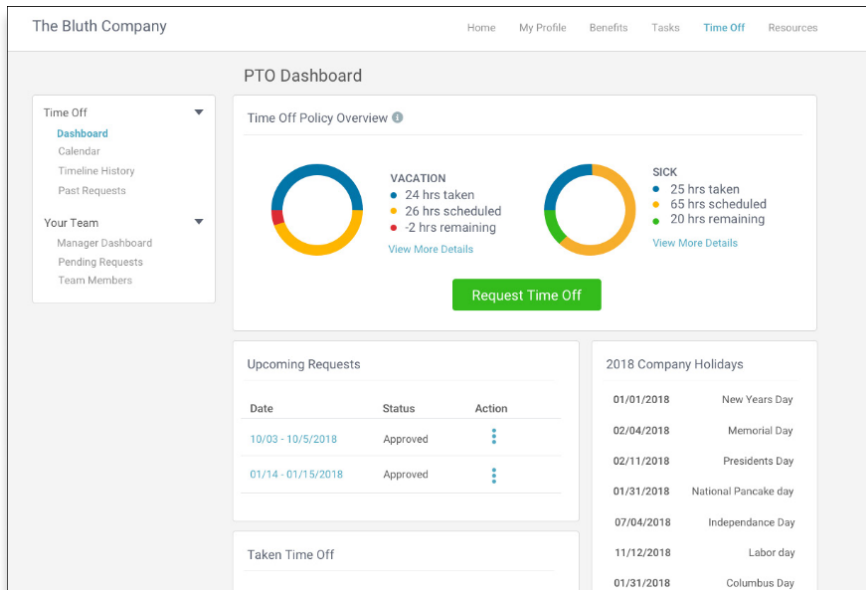 The Bluth Company
Home My Profile Benefits Tasks Time Off Resources
PTO Dashboard
Time Off
Dashboard
Calendar
Timeline History
Past Requests
Your Team
Manager Dashboard
Pending Requests
Team Members
Time Off Policy Overview
VACATION
24 hrs taken
26 hrs scheduled
-2 hrs remaining
View More Details
SICK
25 hrs taken
65 hrs scheduled
20 hrs remaining
View More Details
Request Time Off
Upcoming Requests
Date Status Action
10/03 - 10/5/2018 Approved
01/14 - 01/15/2018 Approved
Taken Time Off
2018 Company Holidays
01/01/2018 New Years Day
02/04/2018 Memorial Day
02/11/2018 Presidents Day
01/31/2018 National Pancake day
07/04/2018 Independance Day
11/12/2018 Labor day
01/31/2018 Columbus Day